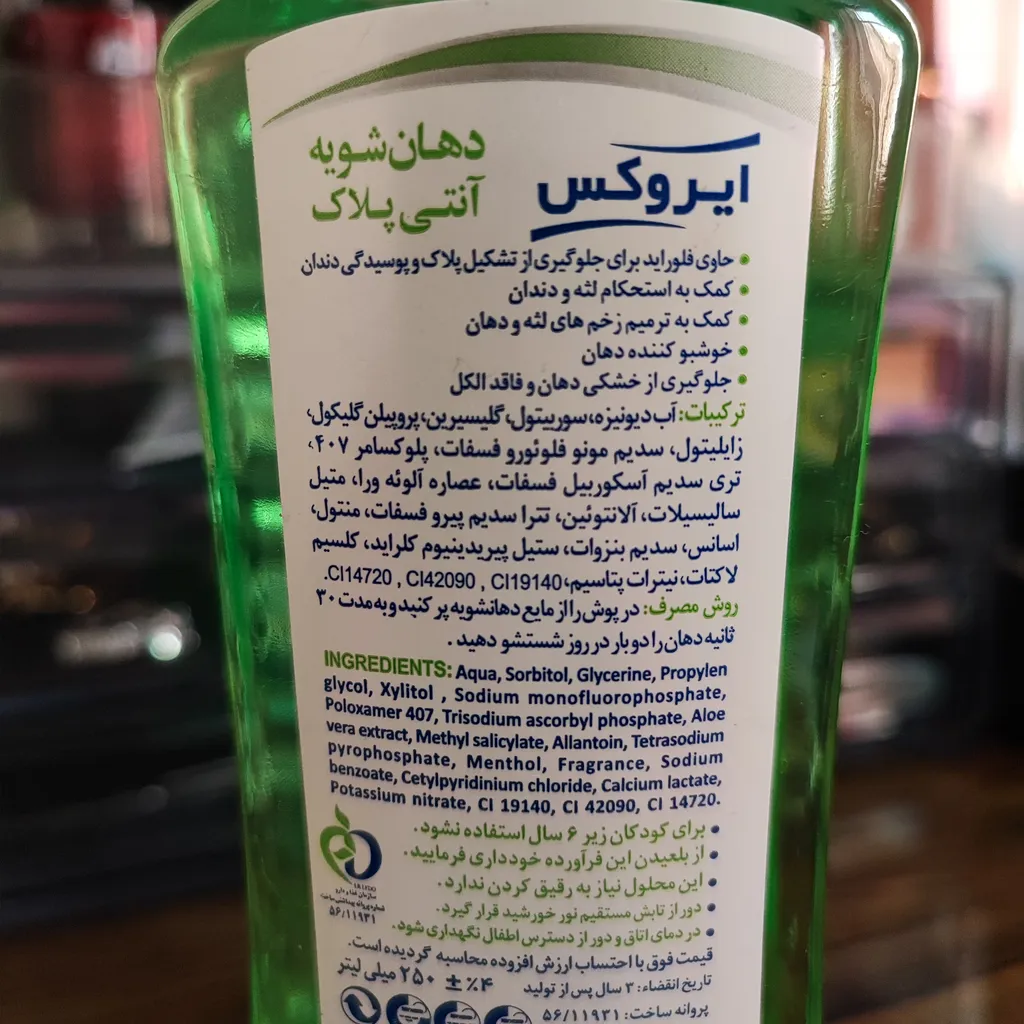 ایروکس
دهان‌شویه
آنتی پلاک
• حاوی فلوراید برای جلوگیری از تشکیل پلاک و پوسیدگی دندان
• کمک به استحکام لثه و دندان
• کمک به ترمیم زخم های لثه و دهان
• خوشبو کننده دهان
• جلوگیری از خشکی دهان و فاقد الکل
ترکیبات: آب دیونیزه، سوربیتول، گلیسیرین، پروپیلن گلیکول،
زایلیتول، سدیم مونو فلوئورو فسفات، پلوکسامر ۴۰۷،
تری سدیم آسکوربیل فسفات، عصاره آلوئه ورا، متیل
سالیسیلات، آلانتوئین، تترا سدیم پیرو فسفات، منتول،
اسانس، سدیم بنزوات، ستیل پیریدینیوم کلراید، کلسیم
لاکتات، نیترات پتاسیم، CI14720 , CI42090 , CI19140.
روش مصرف: در پوش را از مایع دهانشویه پر کنید و به مدت ۳۰
ثانیه دهان را دو بار در روز شستشو دهید .
INGREDIENTS: Aqua, Sorbitol, Glycerine, Propylen
glycol, Xylitol , Sodium monofluorophosphate,
Poloxamer 407, Trisodium ascorbyl phosphate, Aloe
vera extract, Methyl salicylate, Allantoin, Tetrasodium
pyrophosphate, Menthol, Fragrance, Sodium
benzoate, Cetylpyridinium chloride, Calcium lactate,
Potassium nitrate, CI 19140, CI 42090, CI 14720.
• برای کودکان زیر ۶ سال استفاده نشود.
• از بلعیدن این فرآورده خودداری فرمایید.
• این محلول نیاز به رقیق کردن ندارد.
• دور از تابش مستقیم نور خورشید قرار گیرد.
• در دمای اتاق و دور از دسترس اطفال نگهداری شود.
سازمان غذا و دارو
شماره پروانه بهداشتی ساخت
۵۶/۱۱۹۳۱
قیمت فوق با احتساب ارزش افزوده محاسبه گردیده است.
تاریخ انقضاء: ۳ سال پس از تولید
۲۵۰ ± ٪۴ میلی لیتر
پروانه ساخت: ۵۶/۱۱۹۳۱